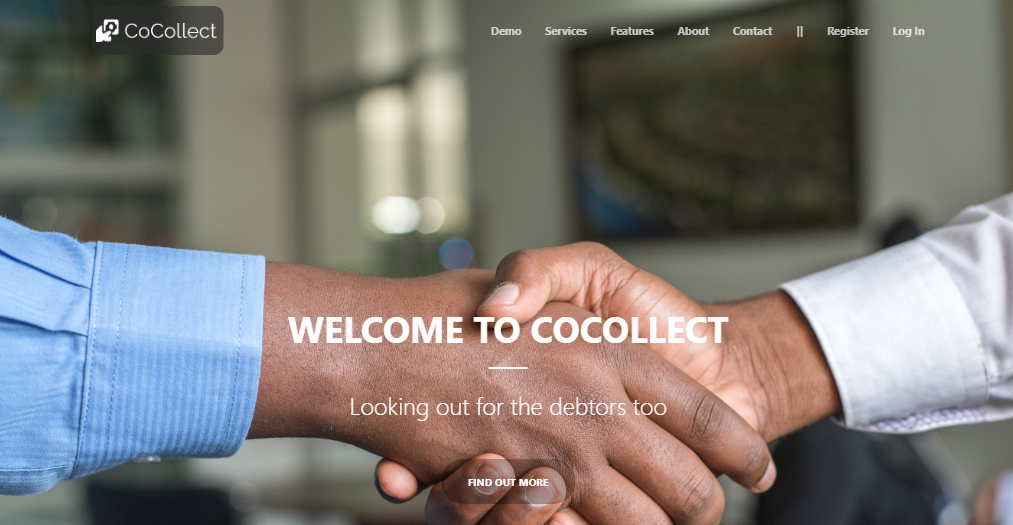 CoCollect
Demo Services Features About Contact || Register Log In
WELCOME TO COCOLLECT
Looking out for the debtors too
FIND OUT MORE